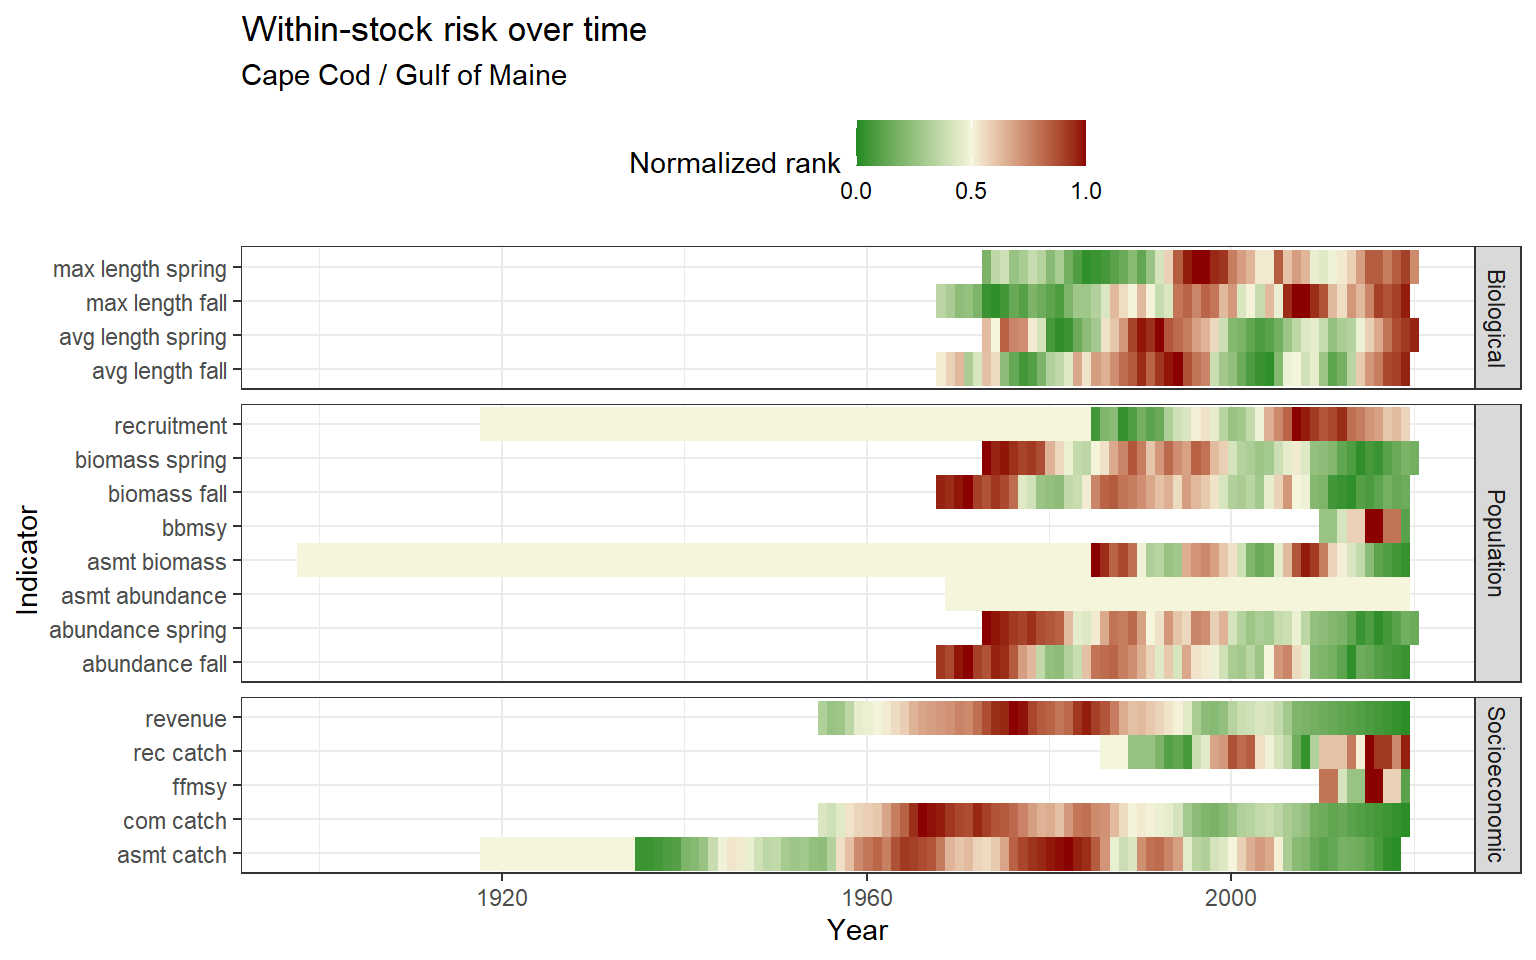 Within-stock risk over time
Cape Cod / Gulf of Maine
Normalized rank
0.0 0.5 1.0
max length spring
max length fall
avg length spring
avg length fall
Biological
recruitment
biomass spring
biomass fall
bbmsy
asmt biomass
asmt abundance
abundance spring
abundance fall
Population
revenue
rec catch
ffmsy
com catch
asmt catch
Socioeconomic
Indicator
1920 1960 2000
Year